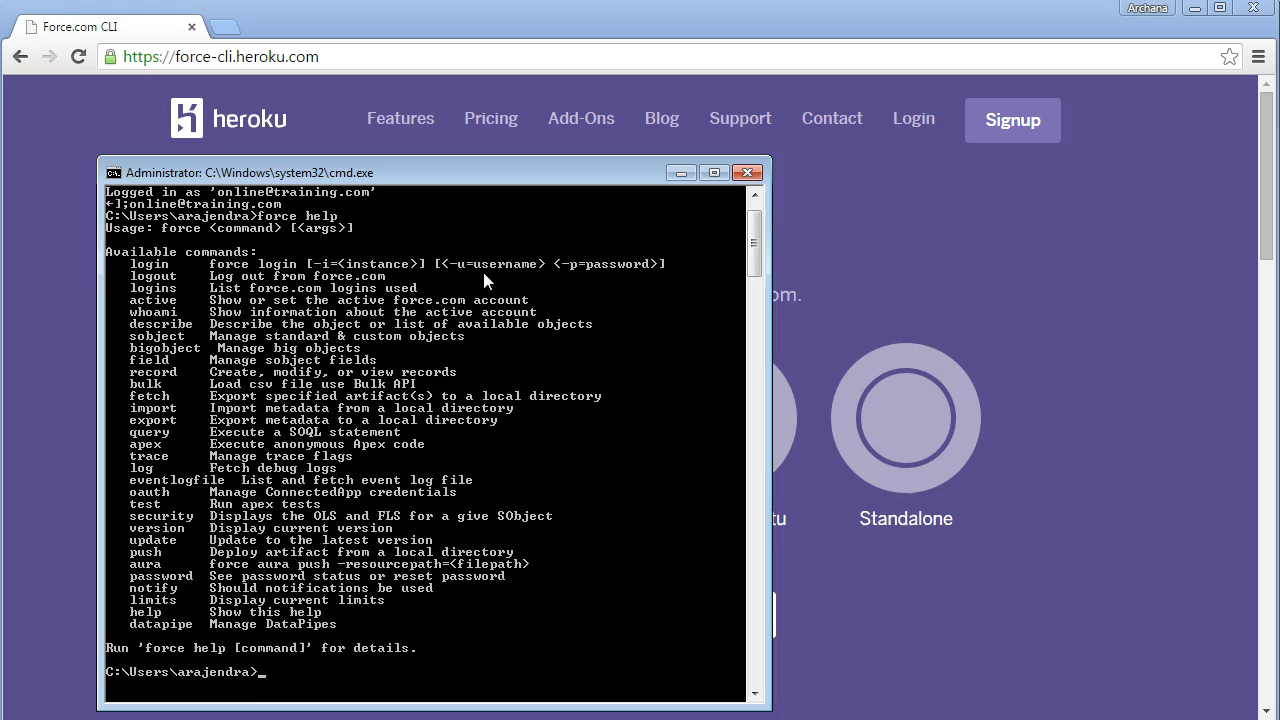 Archana
Force.com CLI
https://force-cli.heroku.com
heroku
Features
Pricing
Add-Ons
Blog
Support
Contact
Login
Signup
Administrator: C:\Windows\system32\cmd.exe
Logged in as 'online@training.com'
←];online@training.com
C:\Users\arajendra>force help
Usage: force <command> [<args>]
Available commands:
login force login [-i=<instance>] [<-u=username> <-p=password>]
logout Log out from force.com
logins List force.com logins used
active Show or set the active force.com account
whoami Show information about the active account
describe Describe the object or list of available objects
sobject Manage standard & custom objects
bigobject Manage big objects
field Manage sobject fields
record Create, modify, or view records
bulk Load csv file use Bulk API
fetch Export specified artifact(s) to a local directory
import Import metadata from a local directory
export Export metadata to a local directory
query Execute a SOQL statement
apex Execute anonymous Apex code
trace Manage trace flags
log Fetch debug logs
eventlogfile List and fetch event log file
oauth Manage ConnectedApp credentials
test Run apex tests
security Displays the OLS and FLS for a give SObject
version Display current version
update Update to the latest version
push Deploy artifact from a local directory
aura force aura push -resourcepath=<filepath>
password See password status or reset password
notify Should notifications be used
limits Display current limits
help Show this help
datapipe Manage DataPipes
Run 'force help [command]' for details.
C:\Users\arajendra>_
om.
tu
Standalone